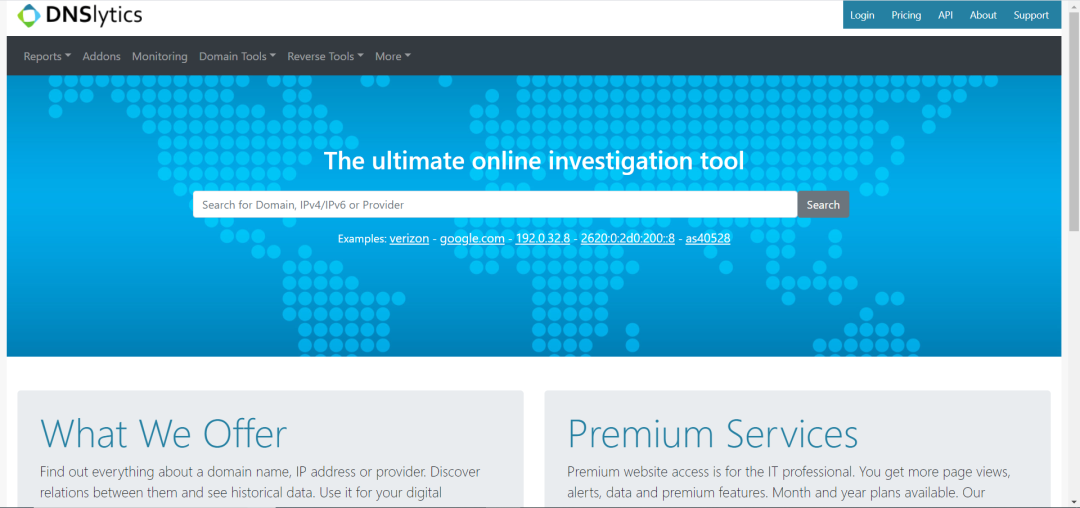 DNSlytics
Login Pricing API About Support
Reports Addons Monitoring Domain Tools Reverse Tools More
The ultimate online investigation tool
Search for Domain, IPv4/IPv6 or Provider Search
Examples: verizon - google.com - 192.0.32.8 - 2620:0:2d0:200::8 - as40528
What We Offer
Find out everything about a domain name, IP address or provider. Discover
relations between them and see historical data. Use it for your digital
Premium Services
Premium website access is for the IT professional. You get more page views,
alerts, data and premium features. Month and year plans available. Our